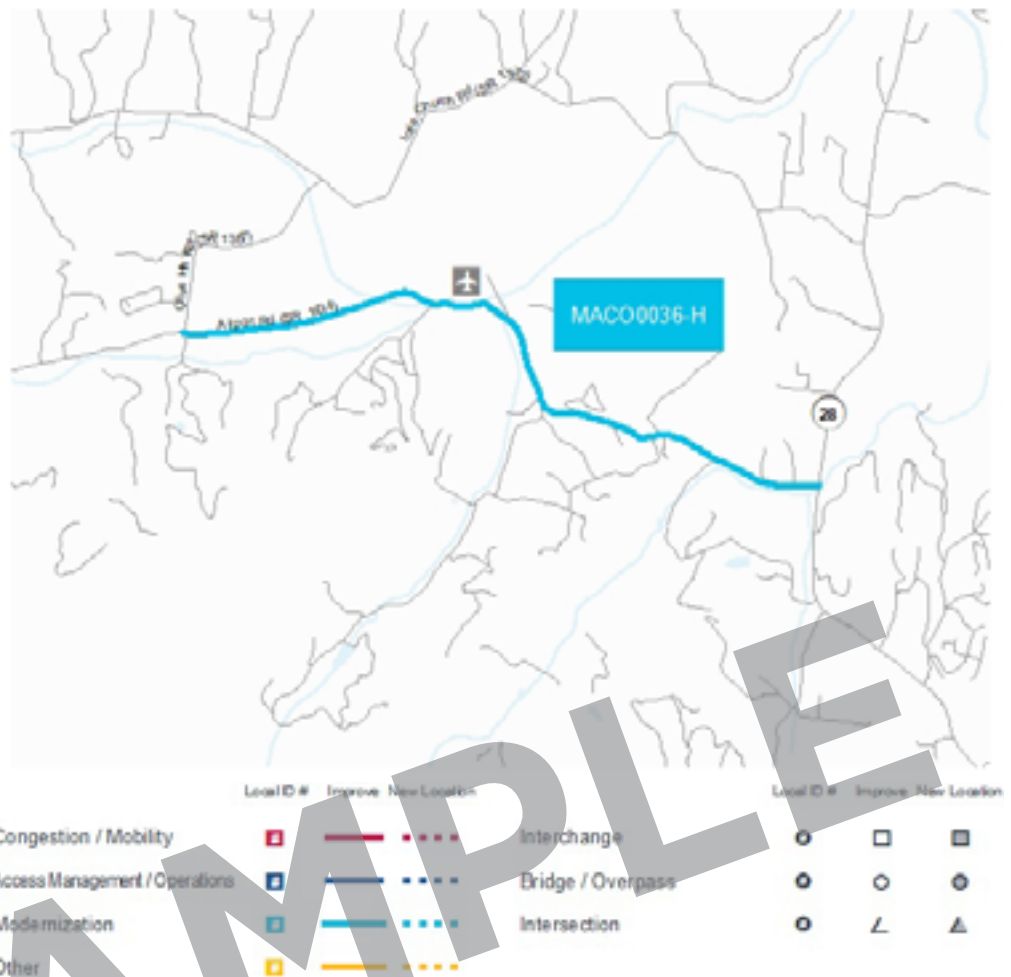 MACO0036-H
28
Local ID # Improve New Location Local ID # Improve New Location
Congestion / Mobility Interchange
Access Management / Operations Bridge / Overpass
Modernization Intersection
Other
AMPLE